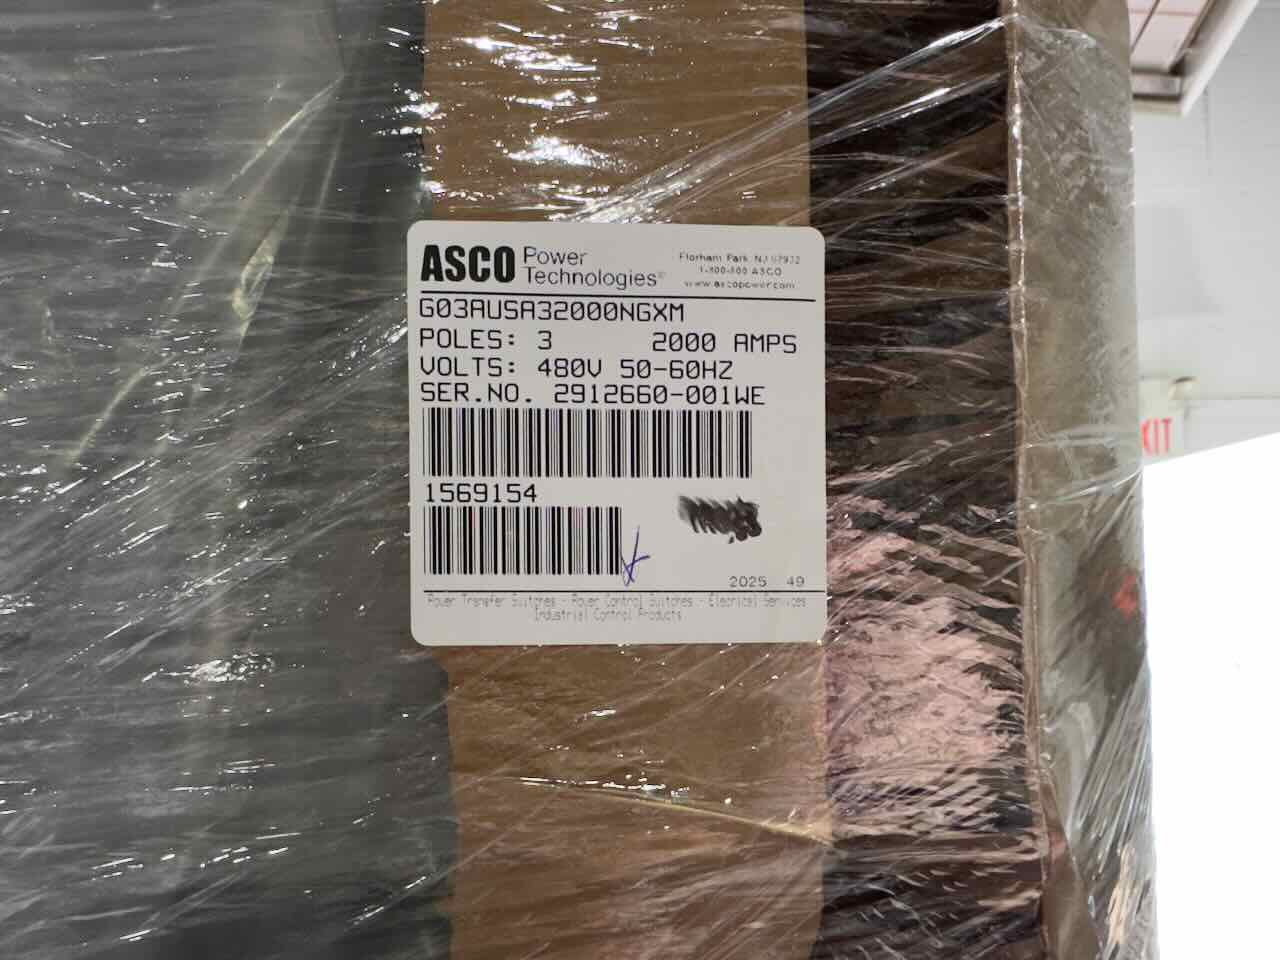 ASCO Power Technologies®
Florham Park, NJ 07932
1-800-800 ASCO
www.ascopower.com
G03AUSA32000NGXM
POLES: 3 2000 AMPS
VOLTS: 480V 50-60HZ
SER.NO. 2912660-001WE
1569154
2025 49
Power Transfer Switches - Power Control Switches - Elecrical Services
Industrial Control Products
XIT